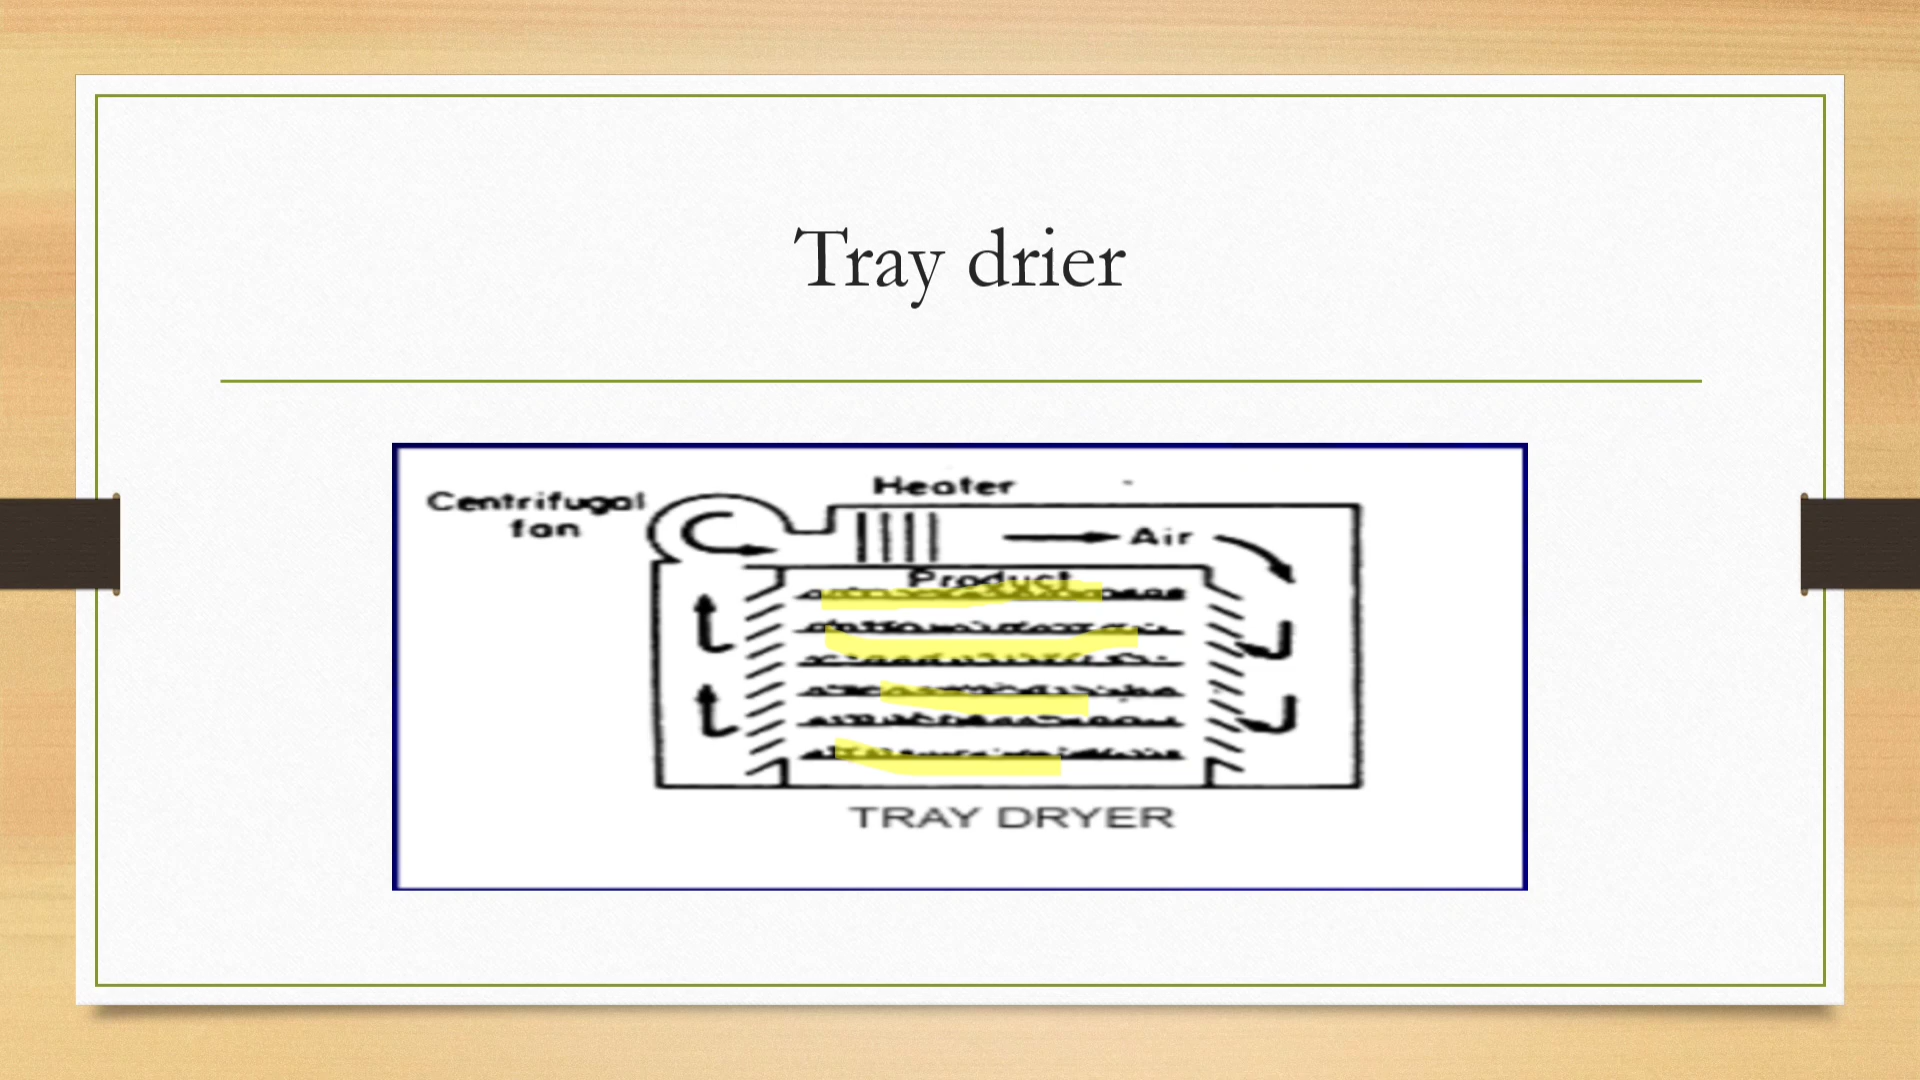 Tray drier
Heater
Centrifugal
fan
Air
Product
TRAY DRYER